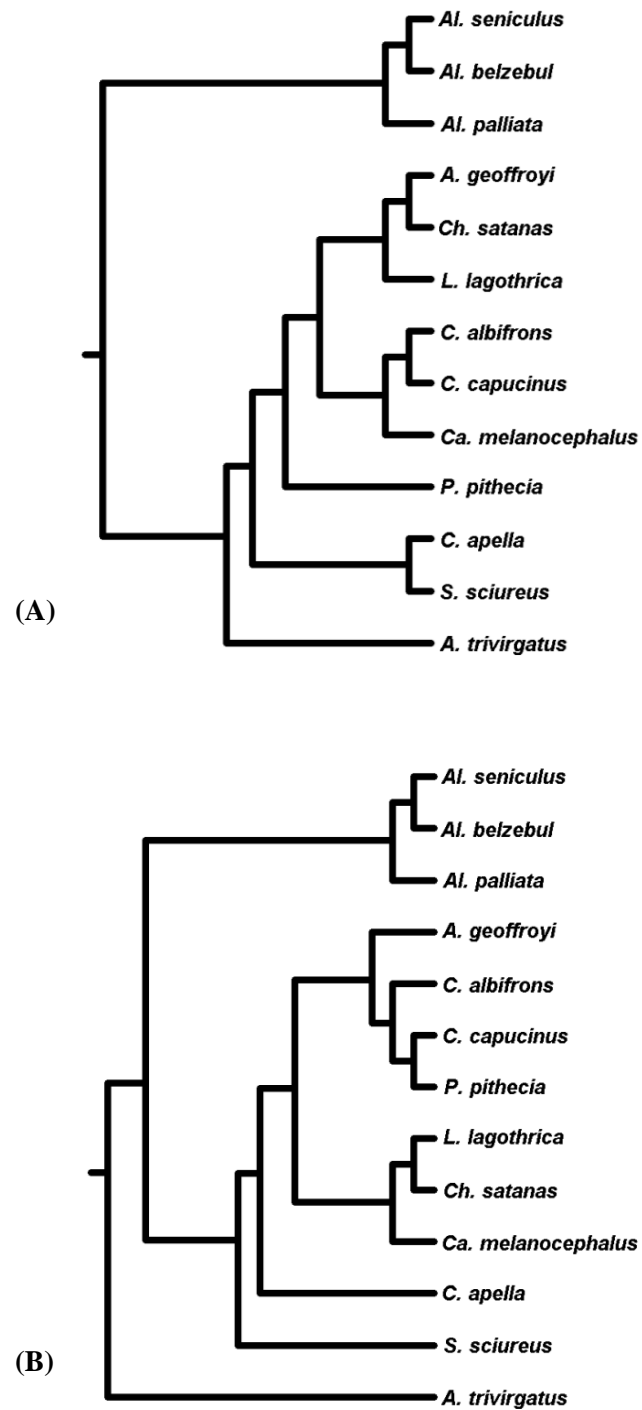 Al. seniculus
Al. belzebul
Al. palliata
A. geoffroyi
Ch. satanas
L. lagothrica
C. albifrons
C. capucinus
Ca. melanocephalus
P. pithecia
C. apella
S. sciureus
A. trivirgatus
(A)
Al. seniculus
Al. belzebul
Al. palliata
A. geoffroyi
C. albifrons
C. capucinus
P. pithecia
L. lagothrica
Ch. satanas
Ca. melanocephalus
C. apella
S. sciureus
A. trivirgatus
(B)